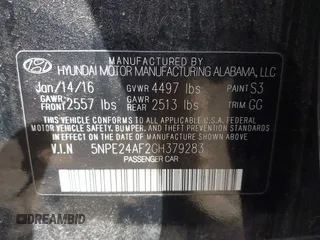 MANUFACTURED BY
HYUNDAI MOTOR MANUFACTURING ALABAMA, LLC
Jan/14/16 GVWR 4497 lbs PAINT S3
GAWR FRONT 2557 lbs GAWR REAR 2513 lbs TRIM GG
THIS VEHICLE CONFORMS TO ALL APPLICABLE
U.S. FEDERAL MOTOR VEHICLE SAFETY, BUMPER, AND
THEFT PREVENTION STANDARDS IN EFFECT ON THE
DATE OF MANUFACTURE SHOWN ABOVE.
V.I.N 5NPE24AF2GH379283
PASSENGER CAR
BIDHISTORY